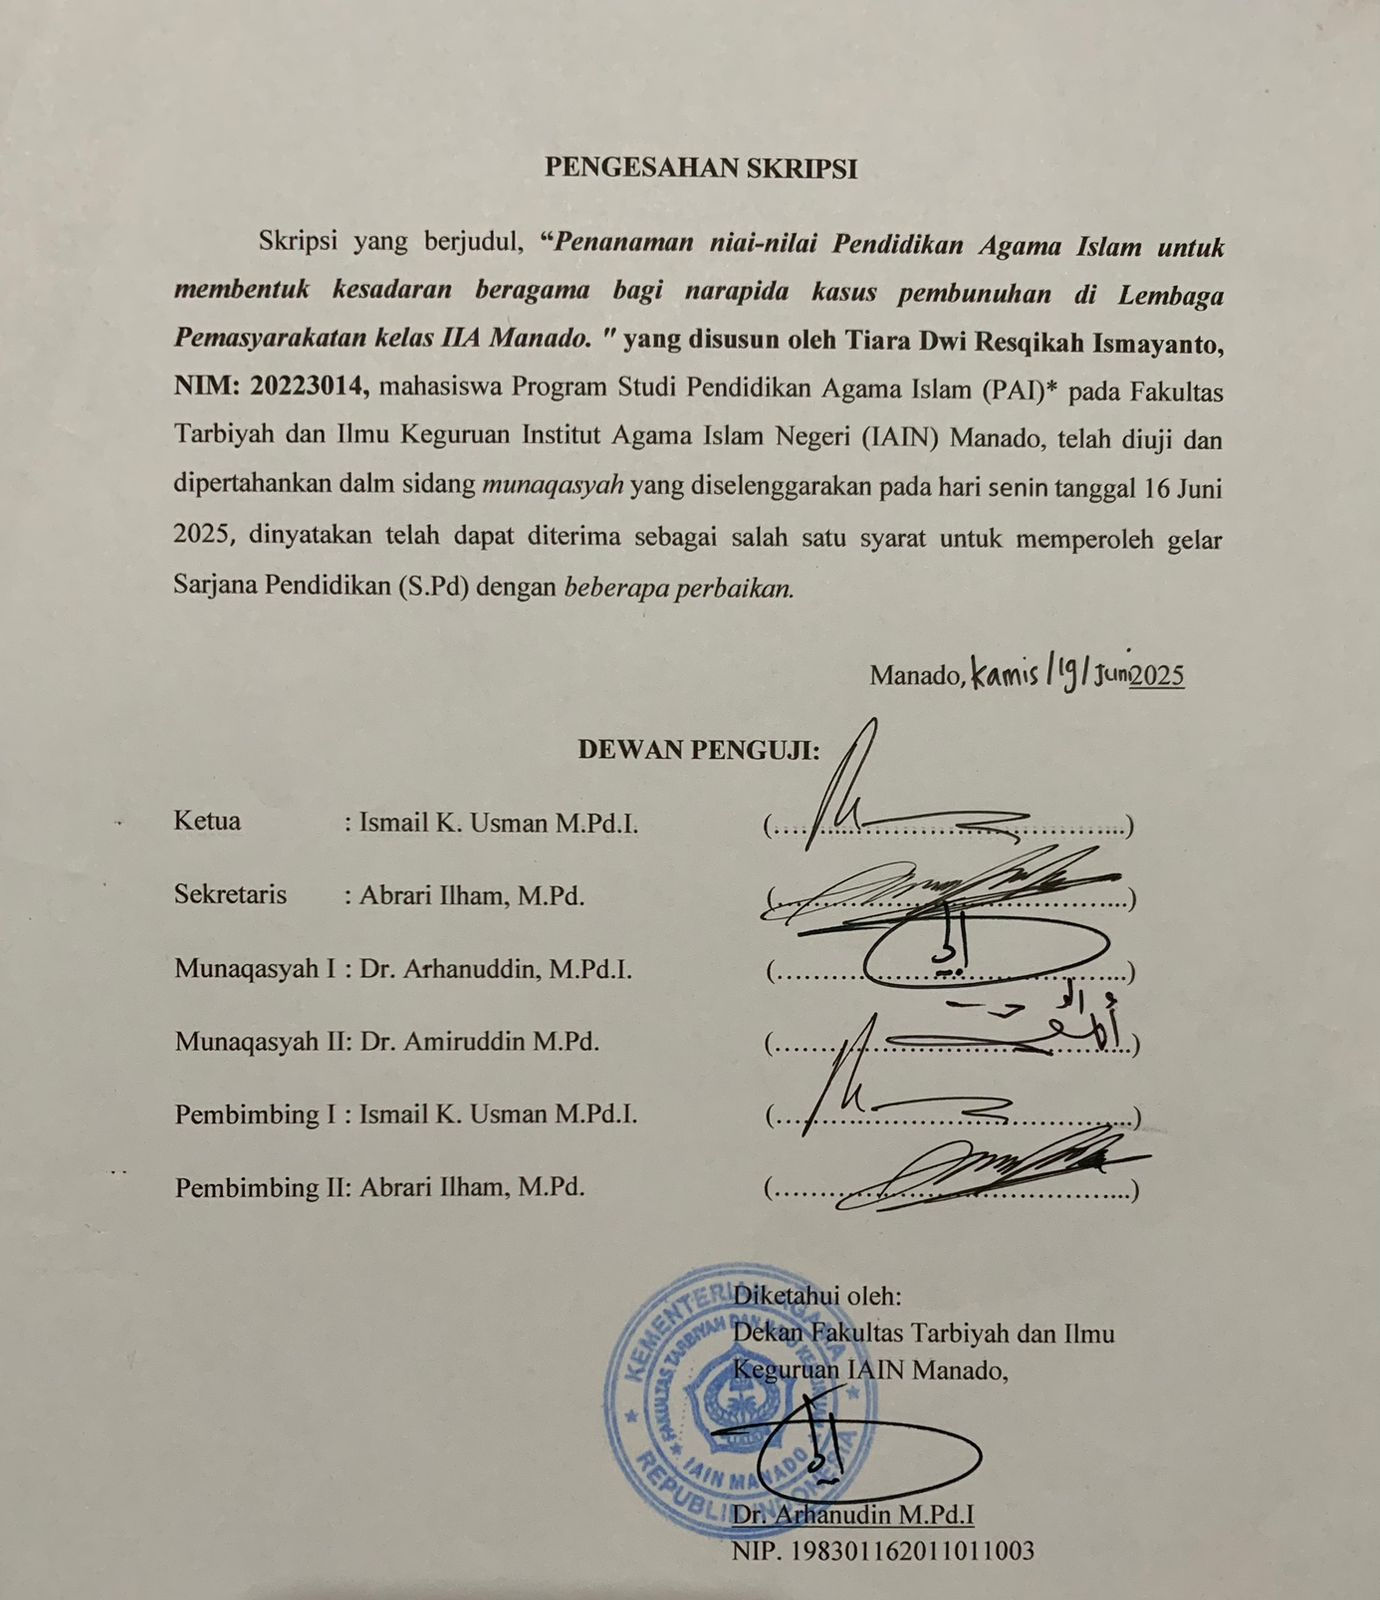 PENGESAHAN SKRIPSI
Skripsi yang berjudul, “Penanaman niai-nilai Pendidikan Agama Islam untuk
membentuk kesadaran beragama bagi narapida kasus pembunuhan di Lembaga
Pemasyarakatan kelas IIA Manado. " yang disusun oleh Tiara Dwi Resqikah Ismayanto,
NIM: 20223014, mahasiswa Program Studi Pendidikan Agama Islam (PAI)* pada Fakultas
Tarbiyah dan Ilmu Keguruan Institut Agama Islam Negeri (IAIN) Manado, telah diuji dan
dipertahankan dalm sidang munaqasyah yang diselenggarakan pada hari senin tanggal 16 Juni
2025, dinyatakan telah dapat diterima sebagai salah satu syarat untuk memperoleh gelar
Sarjana Pendidikan (S.Pd) dengan beberapa perbaikan.
Manado, kamis/19/Juni 2025
DEWAN PENGUJI:
Ketua : Ismail K. Usman M.Pd.I. (........................................)
Sekretaris : Abrari Ilham, M.Pd. (........................................)
Munaqasyah I : Dr. Arhanuddin, M.Pd.I. (........................................)
Munaqasyah II: Dr. Amiruddin M.Pd. (........................................)
Pembimbing I : Ismail K. Usman M.Pd.I. (........................................)
Pembimbing II: Abrari Ilham, M.Pd. (........................................)
Diketahui oleh:
Dekan Fakultas Tarbiyah dan Ilmu
Keguruan IAIN Manado,
KEMENTERIAN AGAMA
FAKULTAS TARBIYAH DAN ILMU KEGURUAN
IAIN MANADO
REPUBLIK INDONESIA
Dr. Arhanudin M.Pd.I
NIP. 198301162011011003